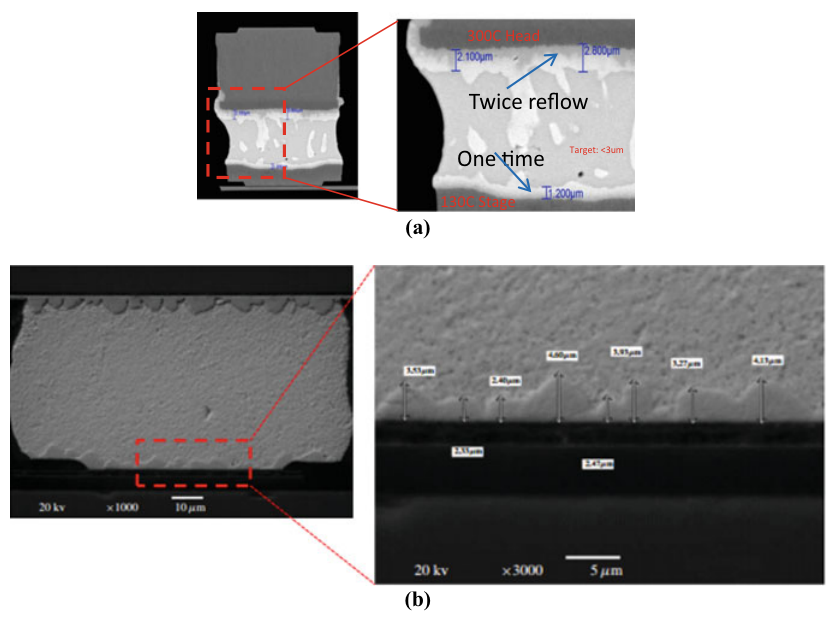 300C Head
2.100µm
2.800µm
Twice reflow
Target: <3um
One time
1.200µm
130C Stage
(a)
3.53µm
2.40µm
4.60µm
3.93µm
3.27µm
4.13µm
2.33µm
2.47µm
20 kv ×1000 10 µm
20 kv ×3000 5 µm
(b)